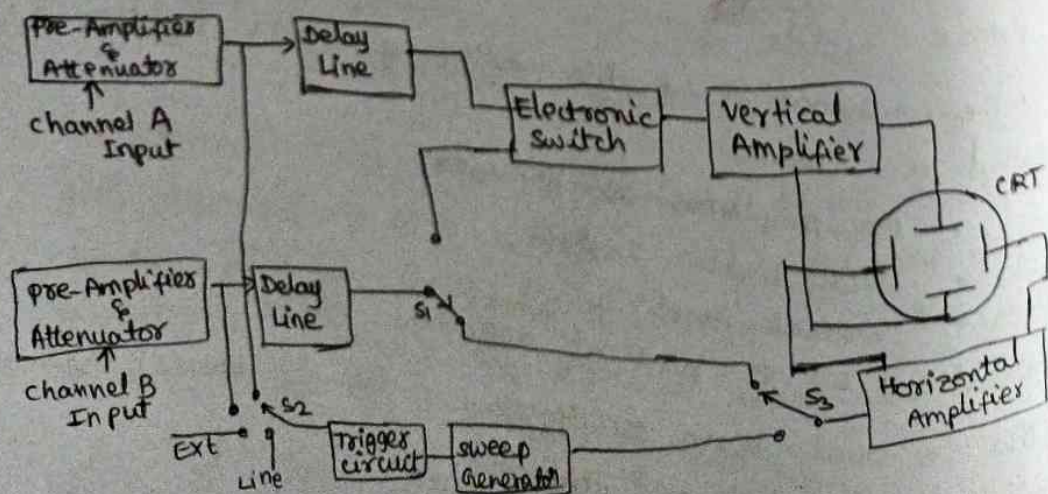 Pre-Amplifier
&
Attenuator
Channel A
Input
Delay
Line
Electronic
Switch
Vertical
Amplifier
CRT
Pre-Amplifier
&
Attenuator
Channel B
Input
Delay
Line
S1
S2
Ext
Line
Trigger
circuit
sweep
Generator
S3
Horizontal
Amplifier